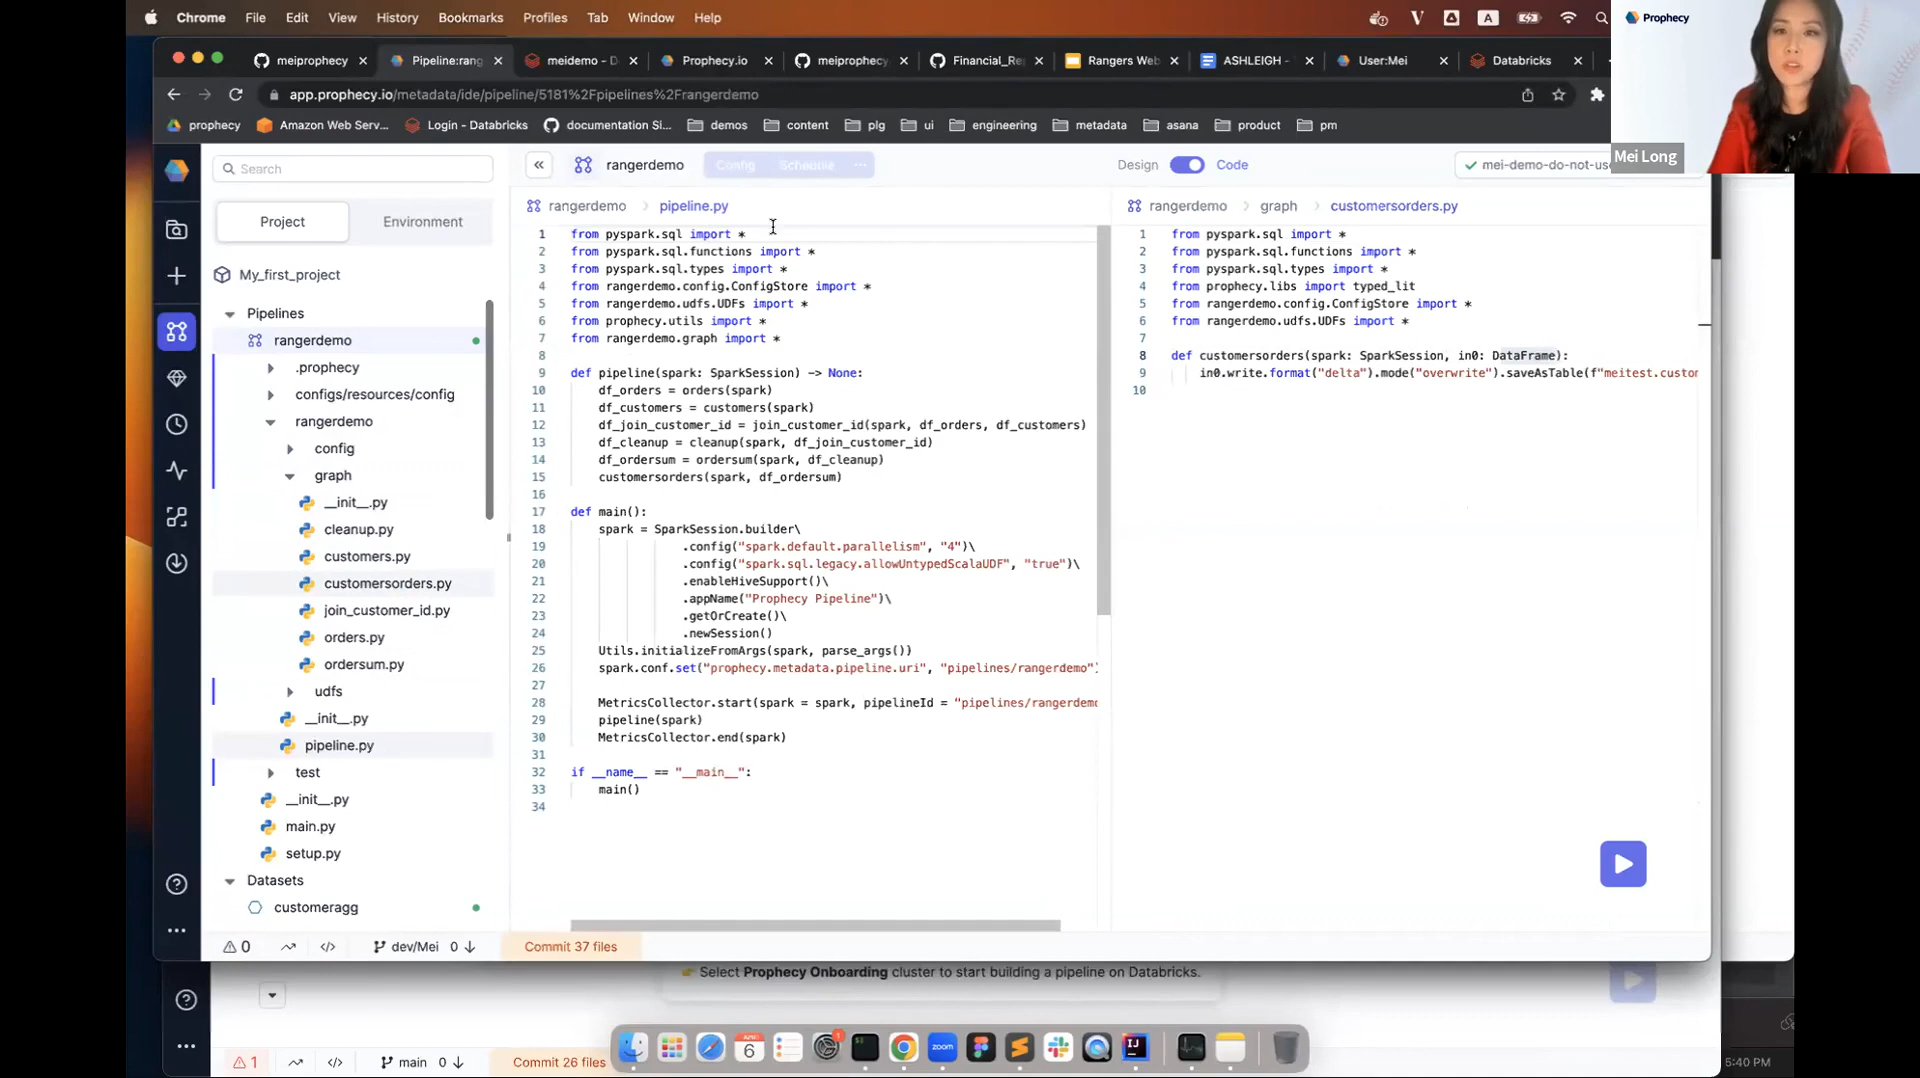 Chrome File Edit View History Bookmarks Profiles Tab Window Help
V A
Prophecy
Mei Long
meiprophecy Pipeline:rang meidemo - D Prophecy.io meiprophecy Financial_Re Rangers Web ASHLEIGH - User:Mei Databricks
app.prophecy.io/metadata/ide/pipeline/5181%2Fpipelines%2Frangerdemo
prophecy Amazon Web Serv... Login - Databricks documentation Si... demos content plg ui engineering metadata asana product pm
Search
rangerdemo Config Schedule ...
Design Code
mei-demo-do-not-us
Project Environment
My_first_project
Pipelines
rangerdemo
.prophecy
configs/resources/config
rangerdemo
config
graph
__init__.py
cleanup.py
customers.py
customersorders.py
join_customer_id.py
orders.py
ordersum.py
udfs
__init__.py
pipeline.py
test
__init__.py
main.py
setup.py
Datasets
customeragg
rangerdemo > pipeline.py
1 from pyspark.sql import *
2 from pyspark.sql.functions import *
3 from pyspark.sql.types import *
4 from rangerdemo.config.ConfigStore import *
5 from rangerdemo.udfs.UDFs import *
6 from prophecy.utils import *
7 from rangerdemo.graph import *
8
9 def pipeline(spark: SparkSession) -> None:
10 df_orders = orders(spark)
11 df_customers = customers(spark)
12 df_join_customer_id = join_customer_id(spark, df_orders, df_customers)
13 df_cleanup = cleanup(spark, df_join_customer_id)
14 df_ordersum = ordersum(spark, df_cleanup)
15 customersorders(spark, df_ordersum)
16
17 def main():
18 spark = SparkSession.builder\
19 .config("spark.default.parallelism", "4")\
20 .config("spark.sql.legacy.allowUntypedScalaUDF", "true")\
21 .enableHiveSupport()\
22 .appName("Prophecy Pipeline")\
23 .getOrCreate()\
24 .newSession()
25 Utils.initializeFromArgs(spark, parse_args())
26 spark.conf.set("prophecy.metadata.pipeline.uri", "pipelines/rangerdemo")
27
28 MetricsCollector.start(spark = spark, pipelineId = "pipelines/rangerdemo
29 pipeline(spark)
30 MetricsCollector.end(spark)
31
32 if __name__ == "__main__":
33 main()
34
rangerdemo > graph > customersorders.py
1 from pyspark.sql import *
2 from pyspark.sql.functions import *
3 from pyspark.sql.types import *
4 from prophecy.libs import typed_lit
5 from rangerdemo.config.ConfigStore import *
6 from rangerdemo.udfs.UDFs import *
7
8 def customersorders(spark: SparkSession, in0: DataFrame):
9 in0.write.format("delta").mode("overwrite").saveAsTable(f"meitest.custom
10
0 </> dev/Mei 0 Commit 37 files
Select Prophecy Onboarding cluster to start building a pipeline on Databricks.
1 </> main 0 Commit 26 files
APR 6 1 zoom IJ
5:40 PM